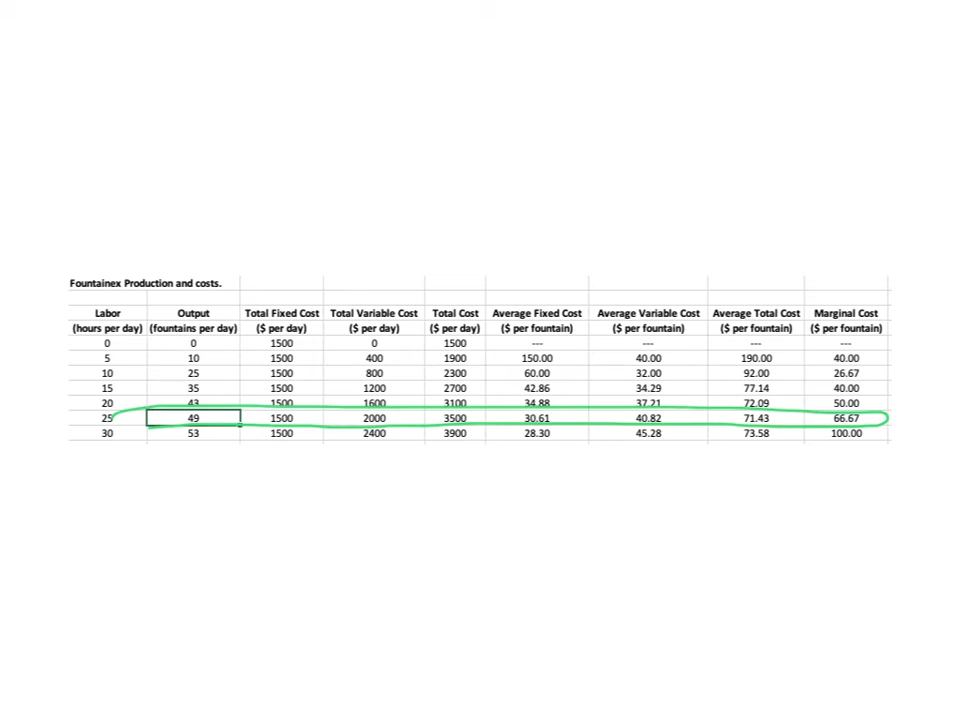 Fountainex Production and costs.
Labor Output Total Fixed Cost Total Variable Cost Total Cost Average Fixed Cost Average Variable Cost Average Total Cost Marginal Cost
(hours per day) (fountains per day) ($ per day) ($ per day) ($ per day) ($ per fountain) ($ per fountain) ($ per fountain) ($ per fountain)
0 0 1500 0 1500 --- --- --- ---
5 10 1500 400 1900 150.00 40.00 190.00 40.00
10 25 1500 800 2300 60.00 32.00 92.00 26.67
15 35 1500 1200 2700 42.86 34.29 77.14 40.00
20 43 1500 1600 3100 34.88 37.21 72.09 50.00
25 49 1500 2000 3500 30.61 40.82 71.43 66.67
30 53 1500 2400 3900 28.30 45.28 73.58 100.00